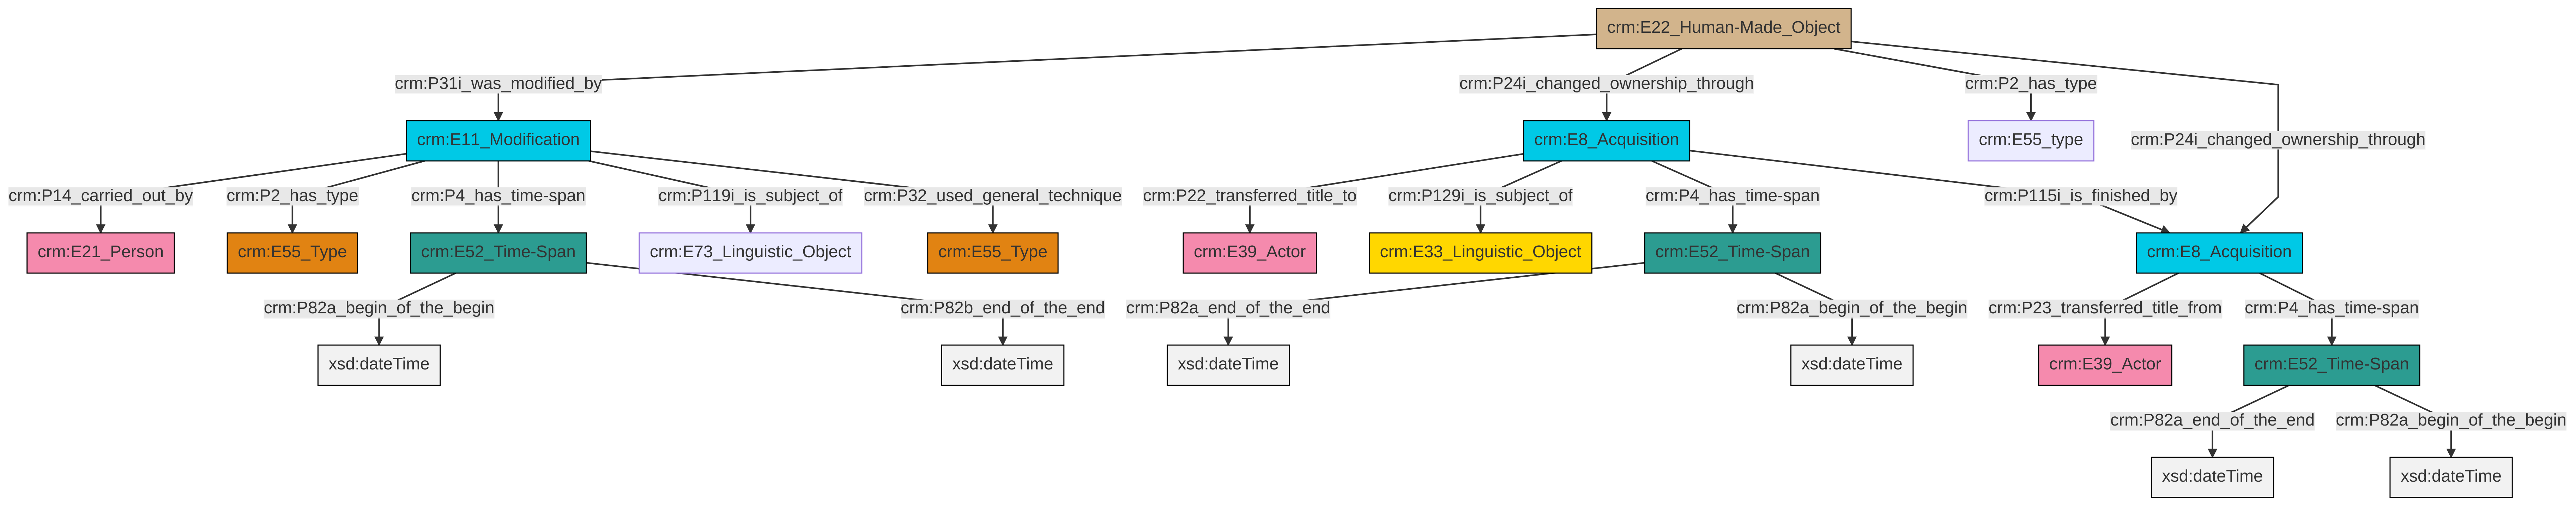 crm:E22_Human-Made_Object
crm:P31i_was_modified_by
crm:P24i_changed_ownership_through
crm:P2_has_type
crm:P24i_changed_ownership_through
crm:E11_Modification
crm:E8_Acquisition
crm:E55_type
crm:P14_carried_out_by
crm:P2_has_type
crm:P4_has_time-span
crm:P119i_is_subject_of
crm:P32_used_general_technique
crm:P22_transferred_title_to
crm:P129i_is_subject_of
crm:P4_has_time-span
crm:P115i_is_finished_by
crm:E21_Person
crm:E55_Type
crm:E52_Time-Span
crm:E73_Linguistic_Object
crm:E55_Type
crm:E39_Actor
crm:E33_Linguistic_Object
crm:E52_Time-Span
crm:E8_Acquisition
crm:P82a_begin_of_the_begin
crm:P82b_end_of_the_end
crm:P82a_end_of_the_end
crm:P82a_begin_of_the_begin
crm:P23_transferred_title_from
crm:P4_has_time-span
xsd:dateTime
xsd:dateTime
xsd:dateTime
xsd:dateTime
crm:E39_Actor
crm:E52_Time-Span
crm:P82a_end_of_the_end
crm:P82a_begin_of_the_begin
xsd:dateTime
xsd:dateTime